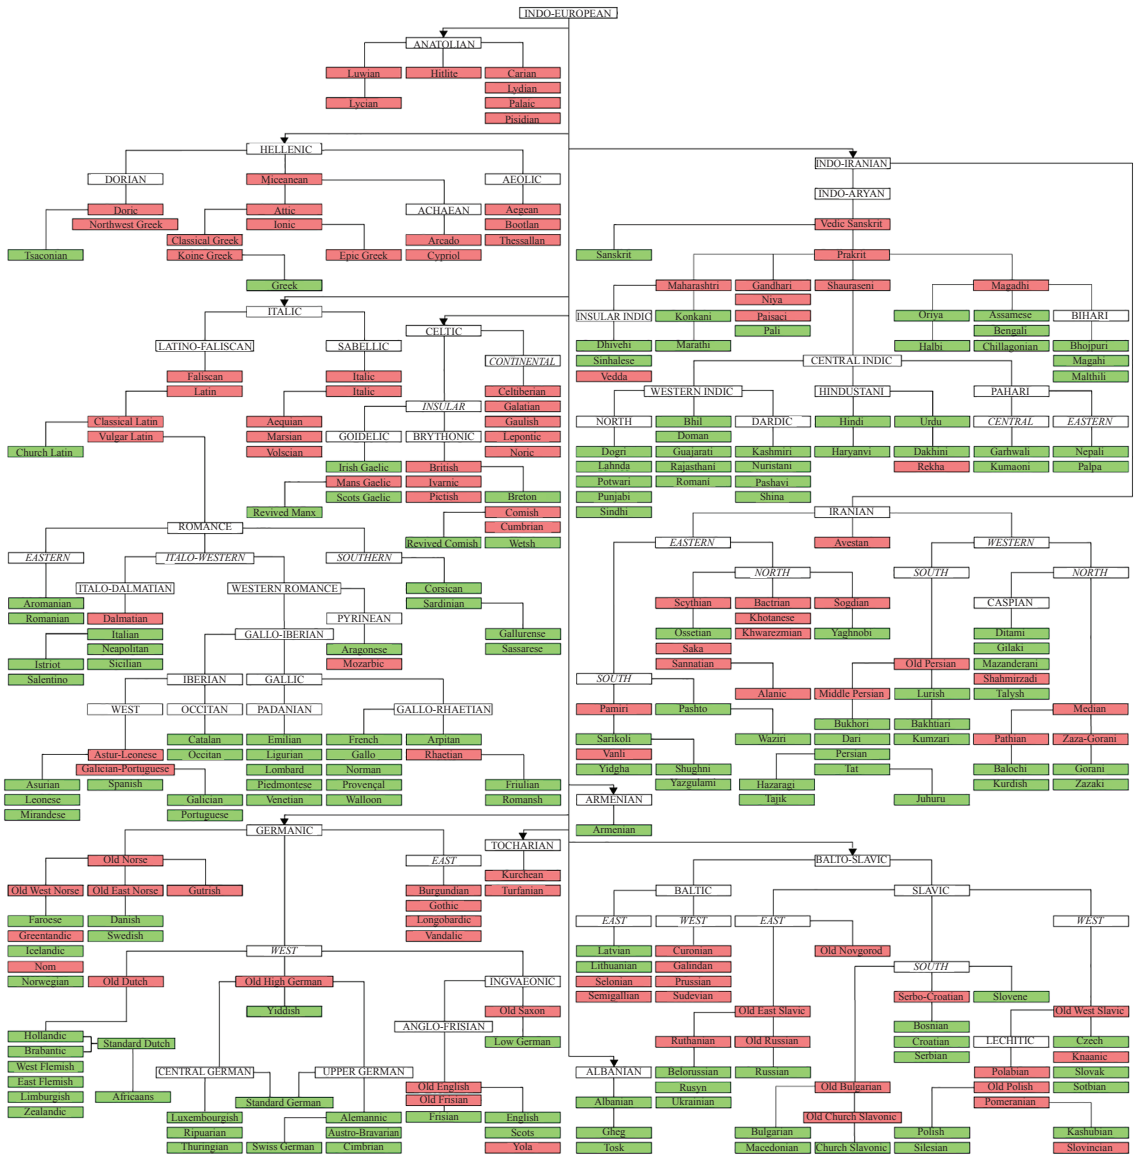 INDO-EUROPEAN
ANATOLIAN
Luwian
Hitlite
Carian
Lydian
Lycian
Palaic
Pisidian
HELLENIC
DORIAN
Miceanean
AEOLIC
Doric
Attic
ACHAEAN
Aegean
Northwest Greek
Ionic
Bootlan
Classical Greek
Arcado
Thessallan
Tsaconian
Koine Greek
Epic Greek
Cypriol
Greek
INDO-IRANIAN
INDO-ARYAN
Vedic Sanskrit
Sanskrit
Prakrit
Maharashtri
Gandhari
Shauraseni
Magadhi
Niya
INSULAR INDIC
Konkani
Paisaci
Oriya
Assamese
BIHARI
Pali
Bengali
Dhivehi
Marathi
Halbi
Chillagonian
Bhojpuri
Sinhalese
CENTRAL INDIC
Magahi
Vedda
Malthili
WESTERN INDIC
HINDUSTANI
PAHARI
NORTH
Bhil
DARDIC
Hindi
Urdu
CENTRAL
EASTERN
Doman
Dogri
Guajarati
Kashmiri
Haryanvi
Dakhini
Garhwali
Nepali
Lahnda
Rajasthani
Nuristani
Rekha
Kumaoni
Palpa
Potwari
Romani
Pashavi
Punjabi
Shina
Sindhi
ITALIC
CELTIC
LATINO-FALISCAN
SABELLIC
CONTINENTAL
Faliscan
Italic
Latin
Italic
Celtiberian
INSULAR
Galatian
Classical Latin
Aequian
Gaulish
Vulgar Latin
Marsian
GOIDELIC
BRYTHONIC
Lepontic
Church Latin
Volscian
Noric
Irish Gaelic
British
Mans Gaelic
Ivarnic
Scots Gaelic
Pictish
Breton
Revived Manx
Comish
Cumbrian
Revived Comish
Wetsh
ROMANCE
EASTERN
ITALO-WESTERN
SOUTHERN
ITALO-DALMATIAN
WESTERN ROMANCE
Corsican
Aromanian
Sardinian
Romanian
Dalmatian
PYRINEAN
Italian
GALLO-IBERIAN
Gallurense
Neapolitan
Aragonese
Sassarese
Istriot
Sicilian
Mozarbic
Salentino
IBERIAN
GALLIC
WEST
OCCITAN
PADANIAN
GALLO-RHAETIAN
Catalan
Emilian
French
Arpitan
Astur-Leonese
Occitan
Ligurian
Gallo
Rhaetian
Galician-Portuguese
Lombard
Norman
Asurian
Spanish
Piedmontese
Provençal
Friulian
Leonese
Galician
Venetian
Walloon
Romansh
Mirandese
Portuguese
IRANIAN
EASTERN
Avestan
WESTERN
NORTH
SOUTH
NORTH
Scythian
Bactrian
Sogdian
CASPIAN
Khotanese
Ossetian
Khwarezmian
Yaghnobi
Ditami
Saka
Gilaki
Sannatian
Old Persian
Mazanderani
SOUTH
Shahmirzadi
Alanic
Middle Persian
Lurish
Talysh
Pamiri
Pashto
Median
Bukhori
Bakhtiari
Sarikoli
Waziri
Dari
Kumzari
Pathian
Zaza-Gorani
Vanli
Persian
Yidgha
Shughni
Tat
Balochi
Gorani
Yazgulami
Hazaragi
Juhuru
Kurdish
Zazaki
Tajik
ARMENIAN
Armenian
GERMANIC
TOCHARIAN
Old Norse
EAST
Kurchean
Old West Norse
Old East Norse
Gutrish
Burgundian
Turfanian
Gothic
Faroese
Danish
Longobardic
Greentandic
Swedish
Vandalic
Icelandic
WEST
Nom
Norwegian
Old Dutch
Old High German
INGVAEONIC
Yiddish
Old Saxon
Hollandic
ANGLO-FRISIAN
Brabantic
Standard Dutch
Low German
West Flemish
CENTRAL GERMAN
UPPER GERMAN
East Flemish
Old English
Limburgish
Africaans
Standard German
Old Frisian
Zealandic
Luxembourgish
Alemannic
Frisian
English
Ripuarian
Austro-Bravarian
Scots
Thuringian
Swiss German
Cimbrian
Yola
BALTO-SLAVIC
BALTIC
SLAVIC
EAST
WEST
EAST
WEST
Latvian
Curonian
Old Novgorod
Lithuanian
Galindan
SOUTH
Selonian
Prussian
Serbo-Croatian
Slovene
Semigallian
Sudevian
Old East Slavic
Old West Slavic
Bosnian
Ruthanian
Old Russian
Croatian
LECHITIC
Czech
Serbian
Knaanic
ALBANIAN
Belorussian
Russian
Polabian
Slovak
Rusyn
Old Bulgarian
Old Polish
Sotbian
Albanian
Ukrainian
Pomeranian
Old Church Slavonic
Gheg
Bulgarian
Polish
Kashubian
Tosk
Macedonian
Church Slavonic
Silesian
Slovincian